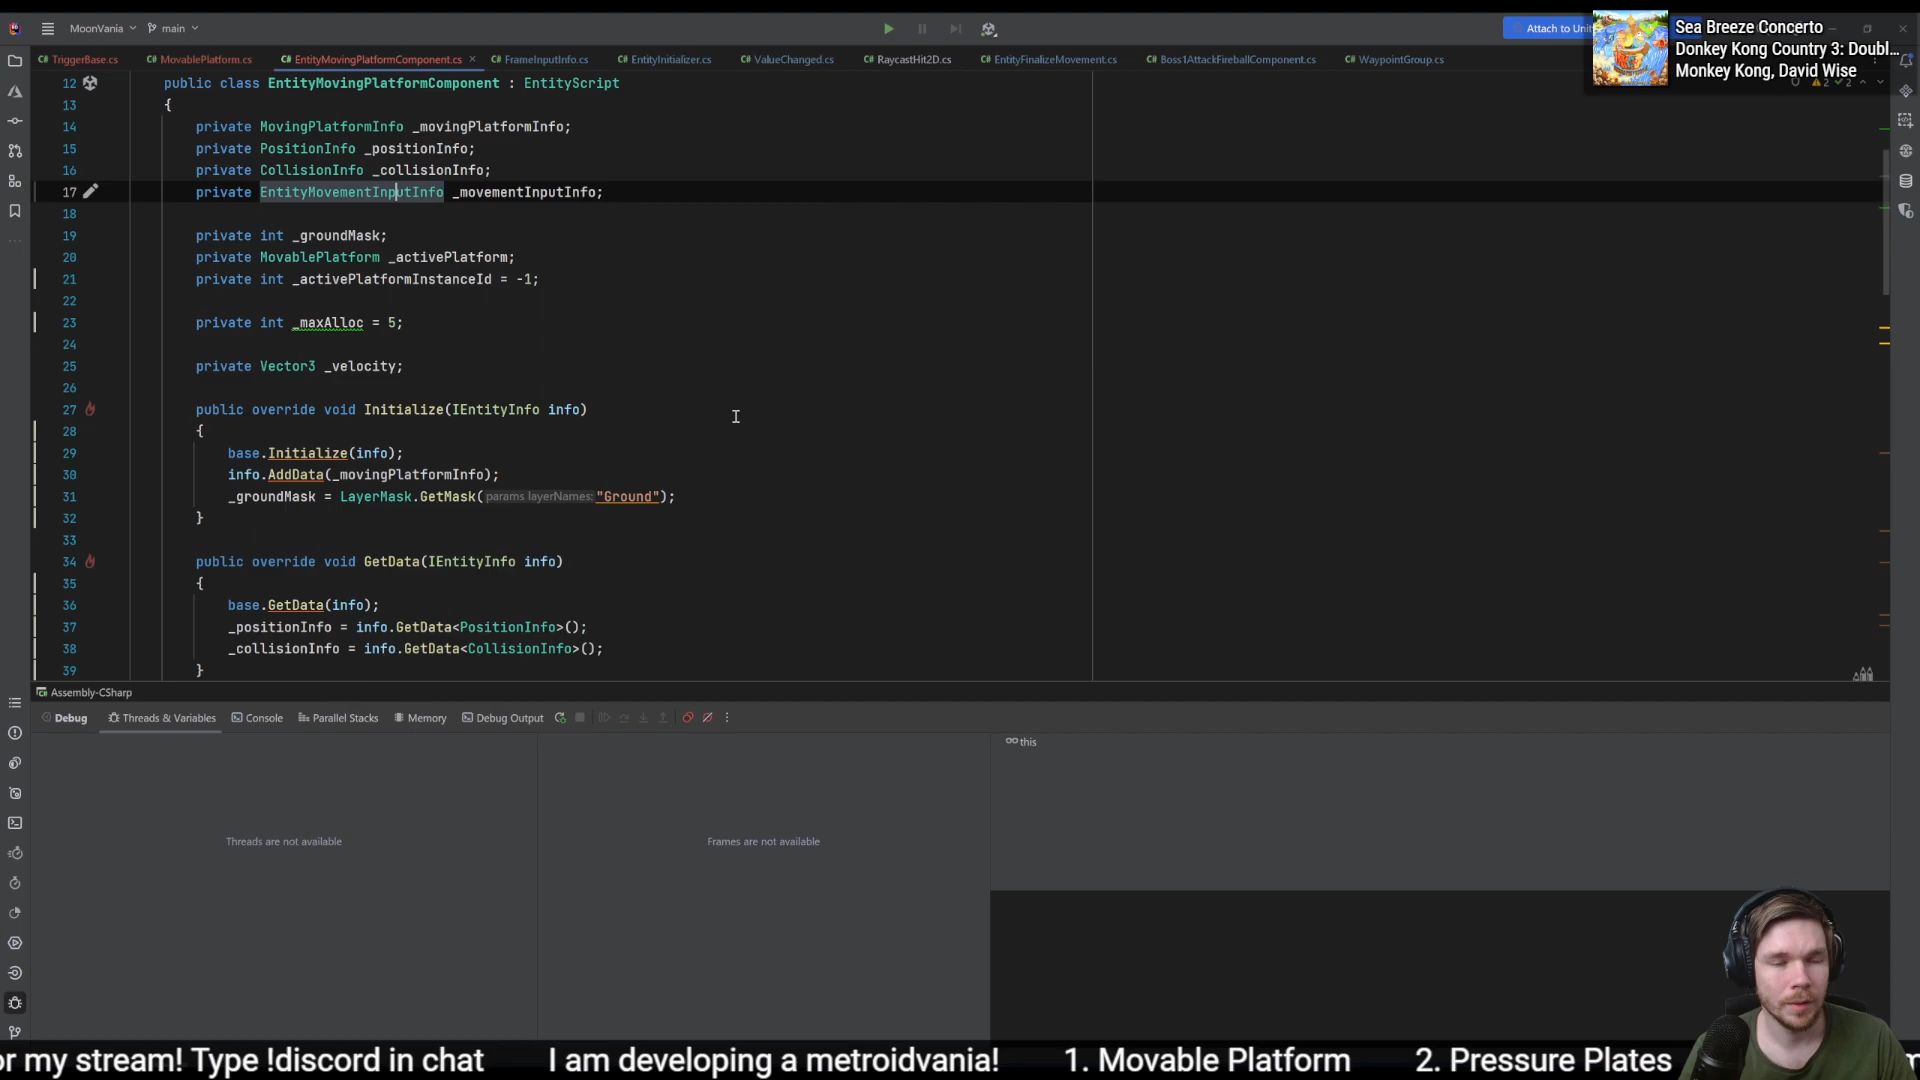 MoonVania
main
Attach to Unit
Sea Breeze Concerto
Donkey Kong Country 3: Doubl...
Monkey Kong, David Wise
TriggerBase.cs
MovablePlatform.cs
EntityMovingPlatformComponent.cs
FrameInputInfo.cs
EntityInitializer.cs
ValueChanged.cs
RaycastHit2D.cs
EntityFinalizeMovement.cs
Boss1AttackFireballComponent.cs
WaypointGroup.cs
2 2
12 public class EntityMovingPlatformComponent : EntityScript
13 {
14 private MovingPlatformInfo _movingPlatformInfo;
15 private PositionInfo _positionInfo;
16 private CollisionInfo _collisionInfo;
17 private EntityMovementInputInfo _movementInputInfo;
18
19 private int _groundMask;
20 private MovablePlatform _activePlatform;
21 private int _activePlatformInstanceId = -1;
22
23 private int _maxAlloc = 5;
24
25 private Vector3 _velocity;
26
27 public override void Initialize(IEntityInfo info)
28 {
29 base.Initialize(info);
30 info.AddData(_movingPlatformInfo);
31 _groundMask = LayerMask.GetMask(params layerNames: "Ground");
32 }
33
34 public override void GetData(IEntityInfo info)
35 {
36 base.GetData(info);
37 _positionInfo = info.GetData<PositionInfo>();
38 _collisionInfo = info.GetData<CollisionInfo>();
39 }
Assembly-CSharp
Debug
Threads & Variables
Console
Parallel Stacks
Memory
Debug Output
this
Threads are not available
Frames are not available
or my stream! Type !discord in chat I am developing a metroidvania! 1. Movable Platform 2. Pressure Plates